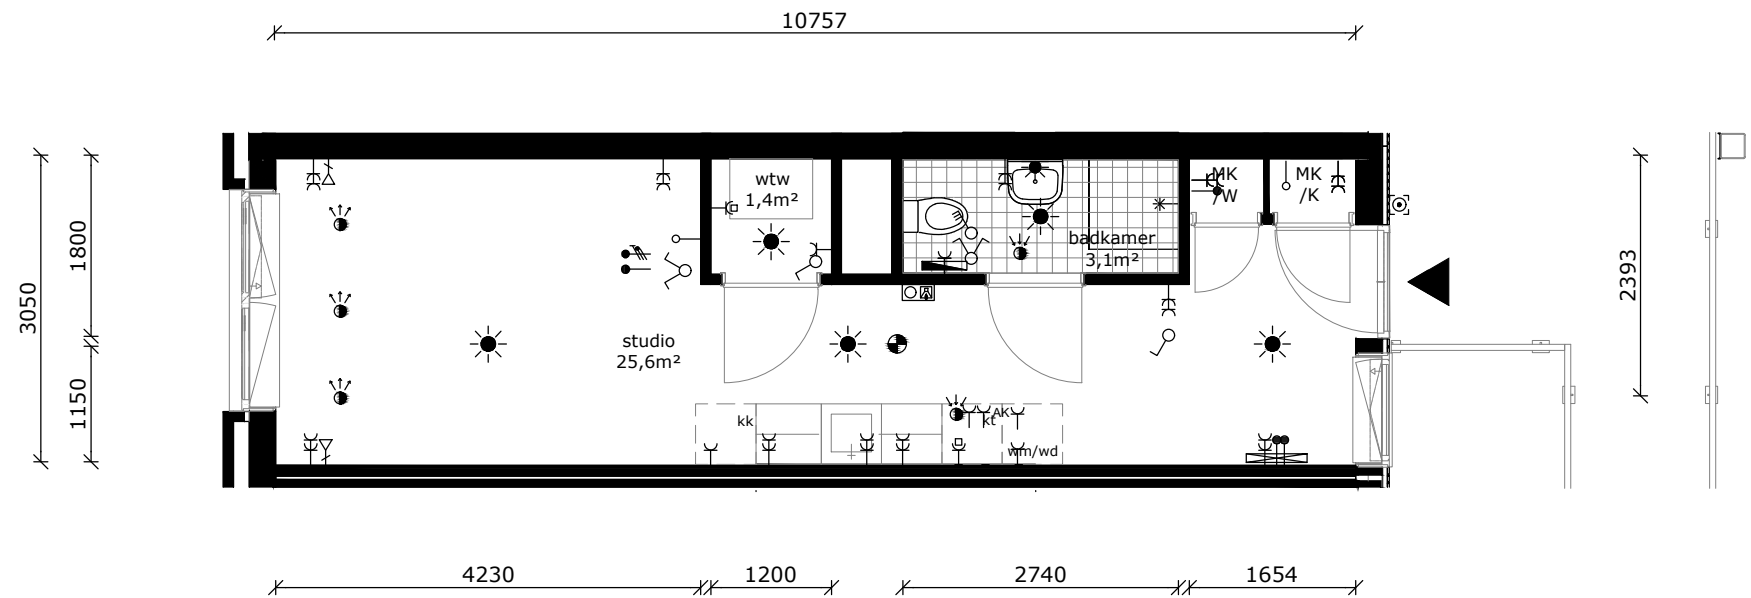 10757
wtw
1,4m²
MK
/W
MK
/K
badkamer
3,1m²
1800
3050
2393
studio
25,6m²
1150
kk
AK
kt
wm/wd
4230
1200
2740
1654